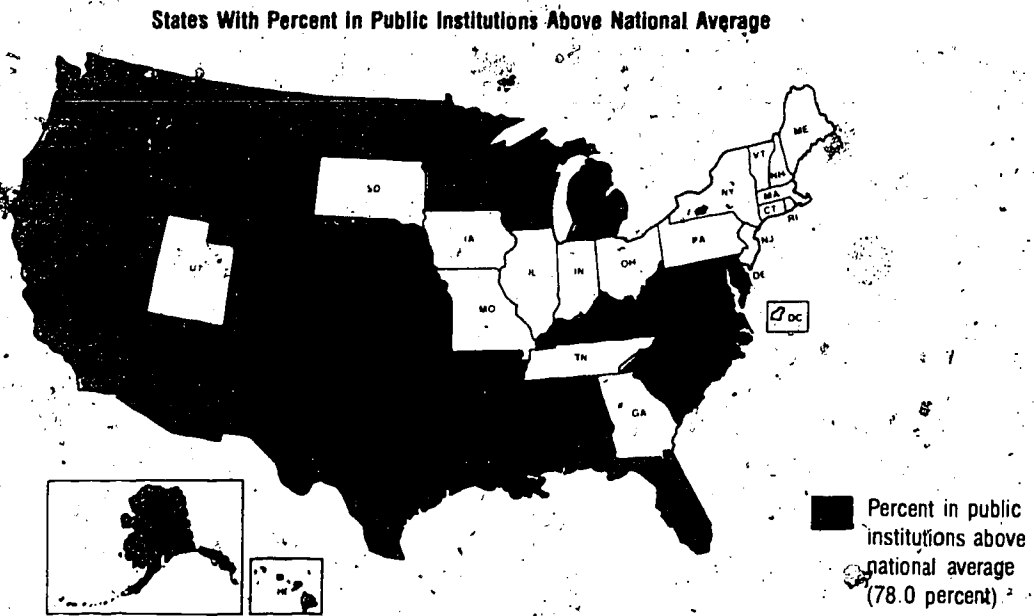 States With Percent in Public Institutions Above National Average
ME
VT
NH
NY
MA
CT
RI
SD
IA
PA
NJ
UT
IL
IN
OH
DE
MO
DC
TN
GA
HI
Percent in public
institutions above
national average
(78.0 percent)